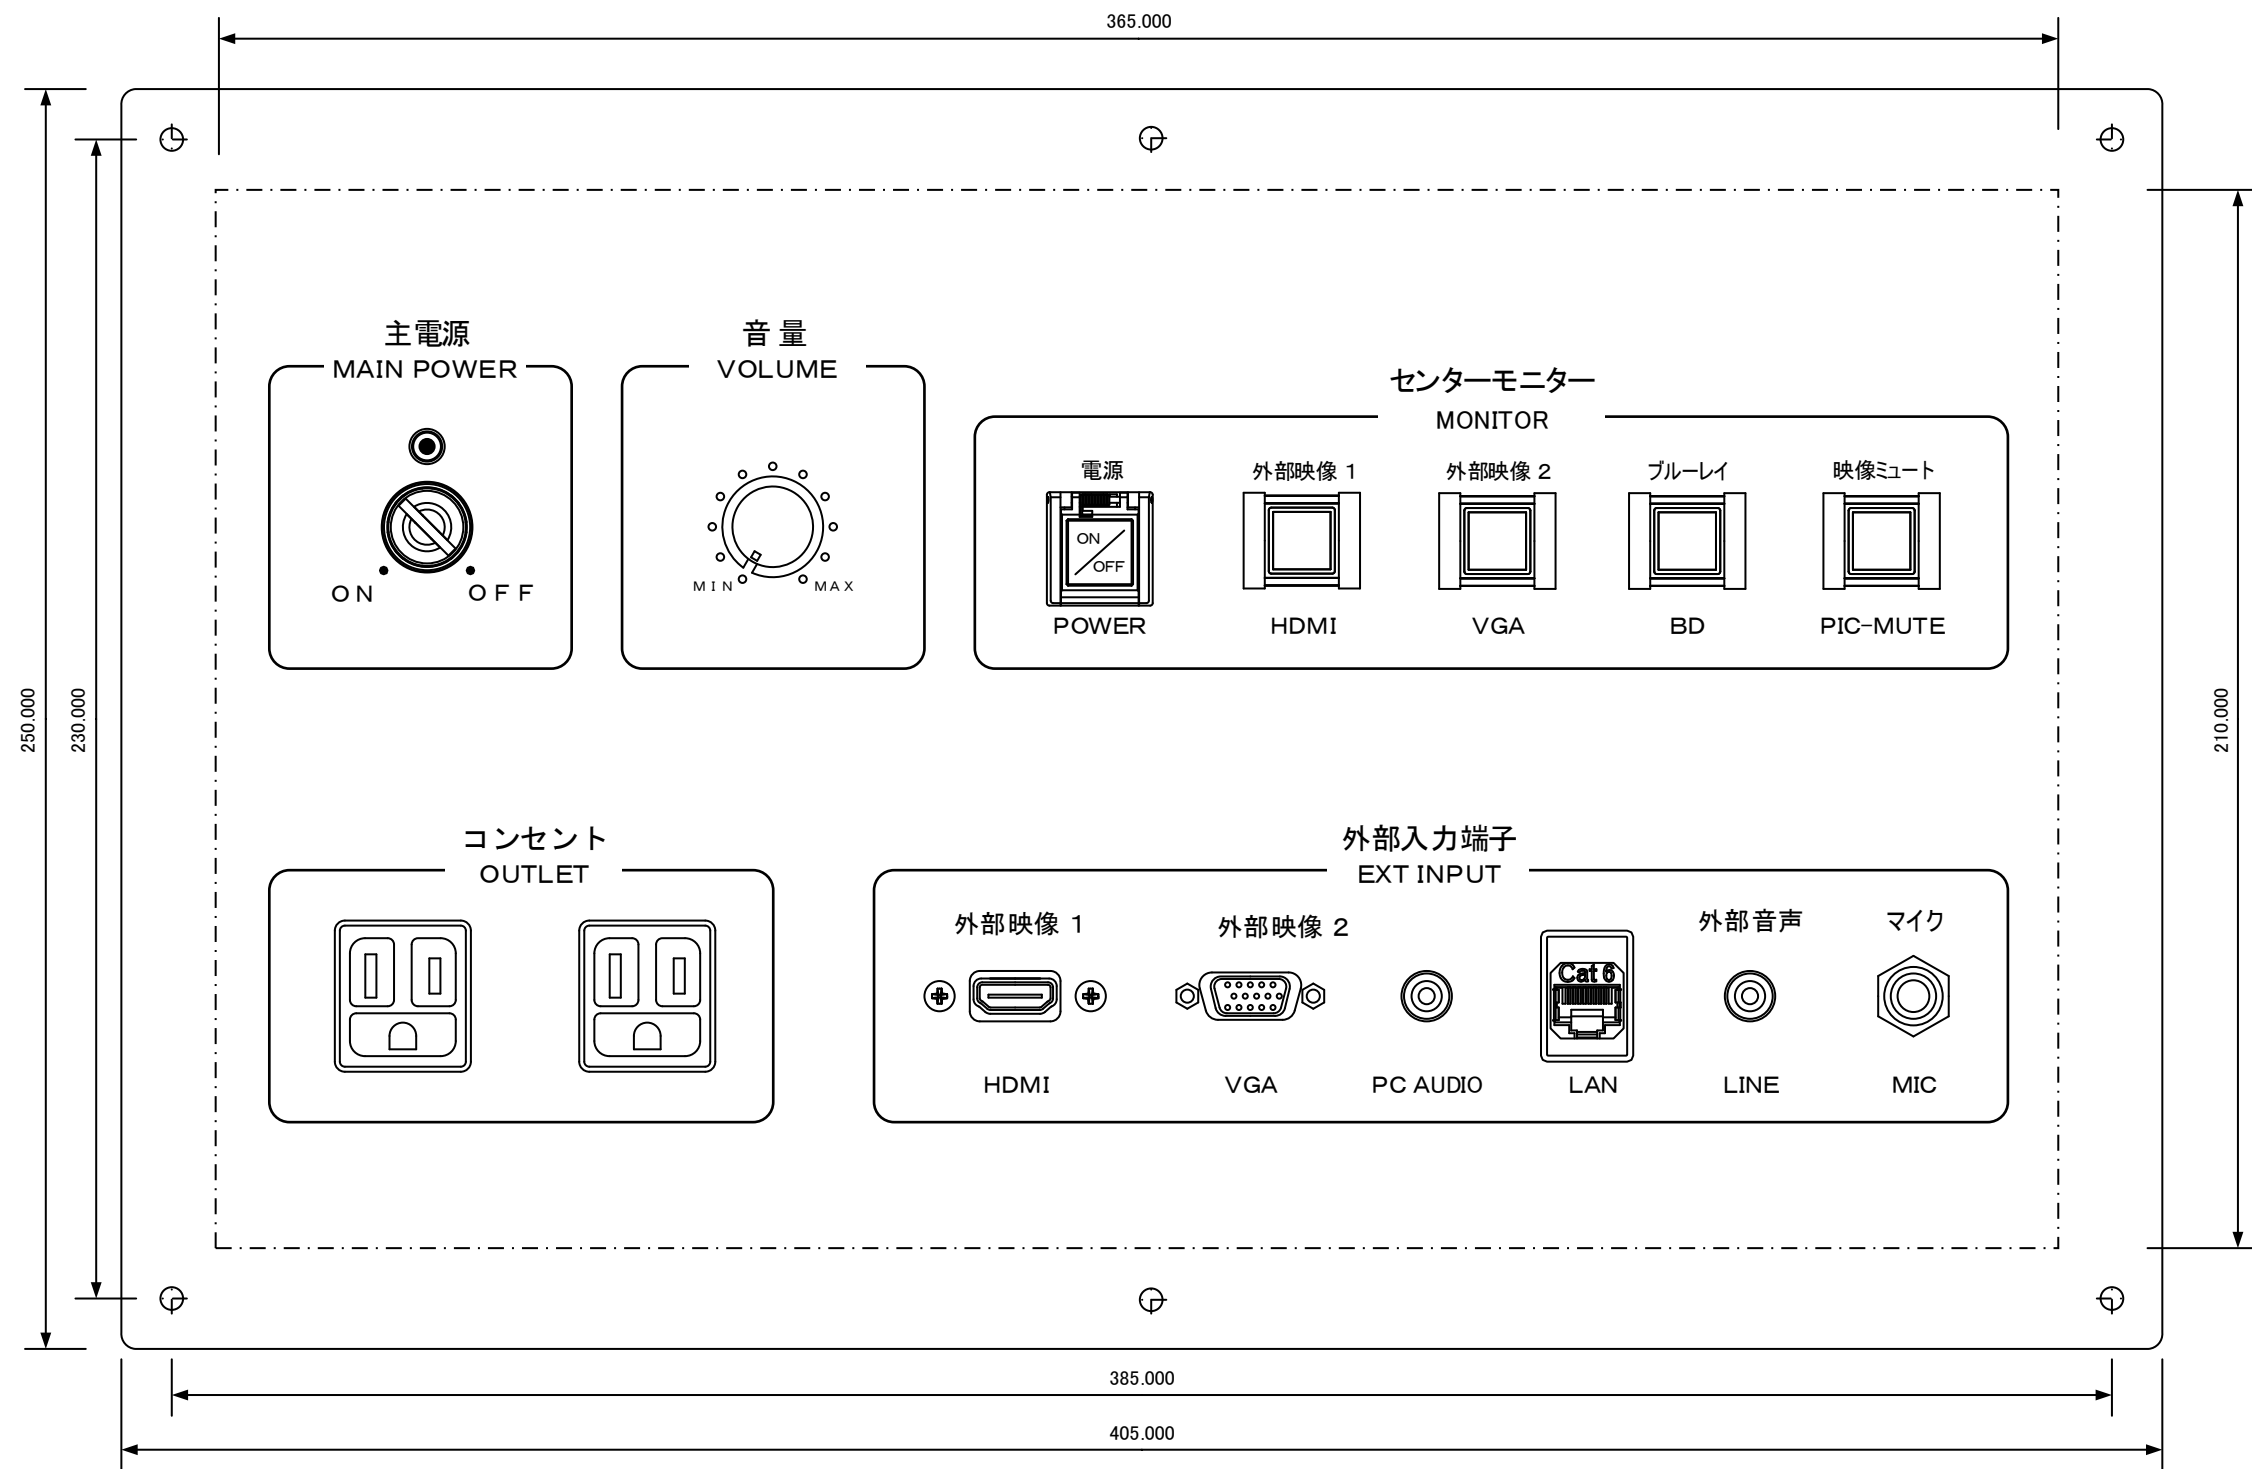 365.000
主電源
MAIN POWER
ON
OFF
音 量
VOLUME
MIN
MAX
センターモニター
MONITOR
電源
外部映像 1
外部映像 2
ブルーレイ
映像ミュート
ON
OFF
POWER
HDMI
VGA
BD
PIC-MUTE
250.000
230.000
210.000
コンセント
OUTLET
外部入力端子
EXT INPUT
外部映像 1
外部映像 2
外部音声
マイク
Cat 6
HDMI
VGA
PC AUDIO
LAN
LINE
MIC
385.000
405.000